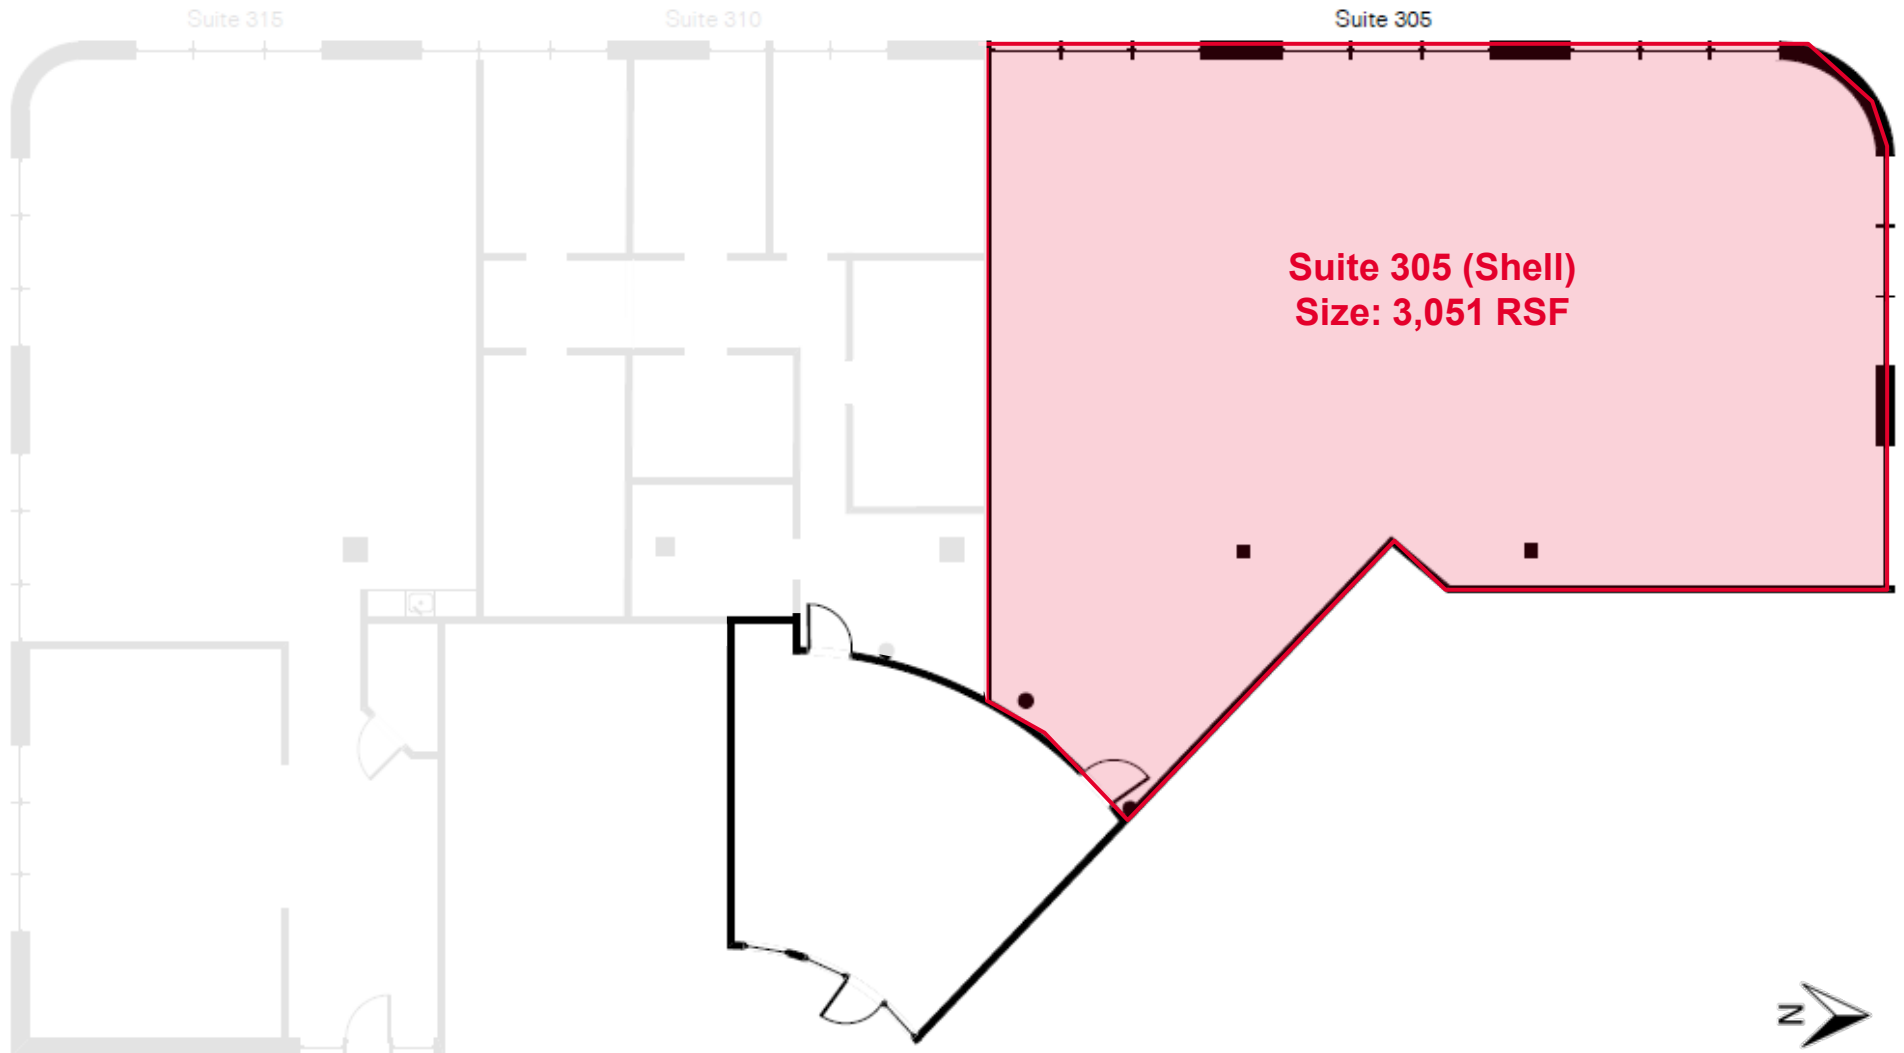 Suite 315
Suite 310
Suite 305
Suite 305 (Shell)
Size: 3,051 RSF
N